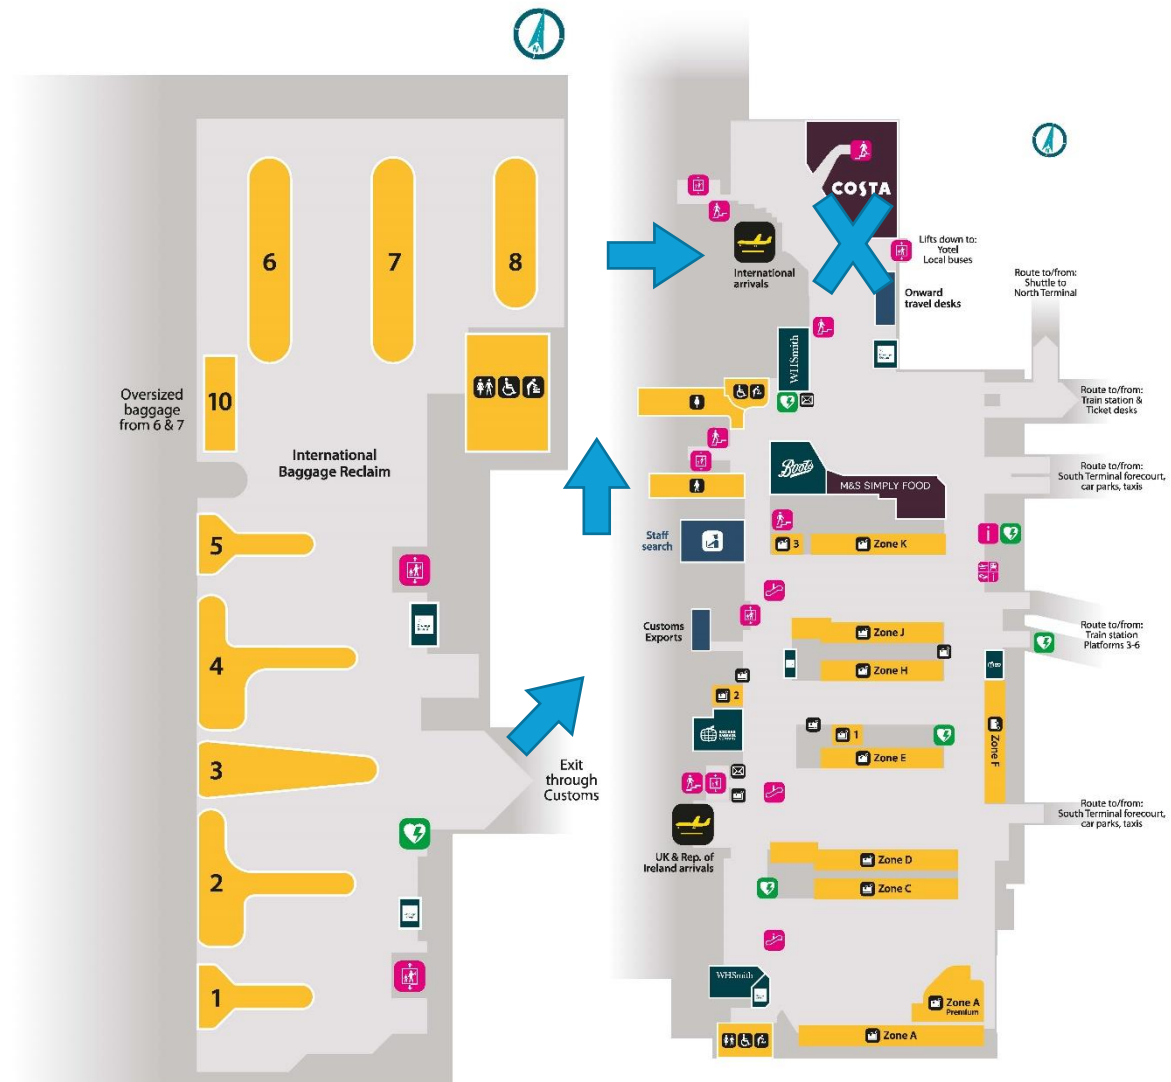 N
6
7
8
10
Oversized
baggage
from 6 & 7
International
Baggage Reclaim
5
4
3
Exit
through
Customs
2
1
COSTA
N
Lifts down to:
Yotel
Local buses
International
arrivals
Onward
travel desks
Route to/from:
Shuttle to
North Terminal
WHSmith
Route to/from:
Train station &
Ticket desks
Boots
M&S SIMPLY FOOD
Route to/from:
South Terminal forecourt,
car parks, taxis
Staff
search
3
Zone K
i
Customs
Exports
Zone J
Route to/from:
Train station
Platforms 3-6
Zone H
2
1
Zone E
Zone F
Route to/from:
South Terminal forecourt,
car parks, taxis
UK & Rep. of
Ireland arrivals
Zone D
Zone C
WHSmith
Zone A
Premium
Zone A